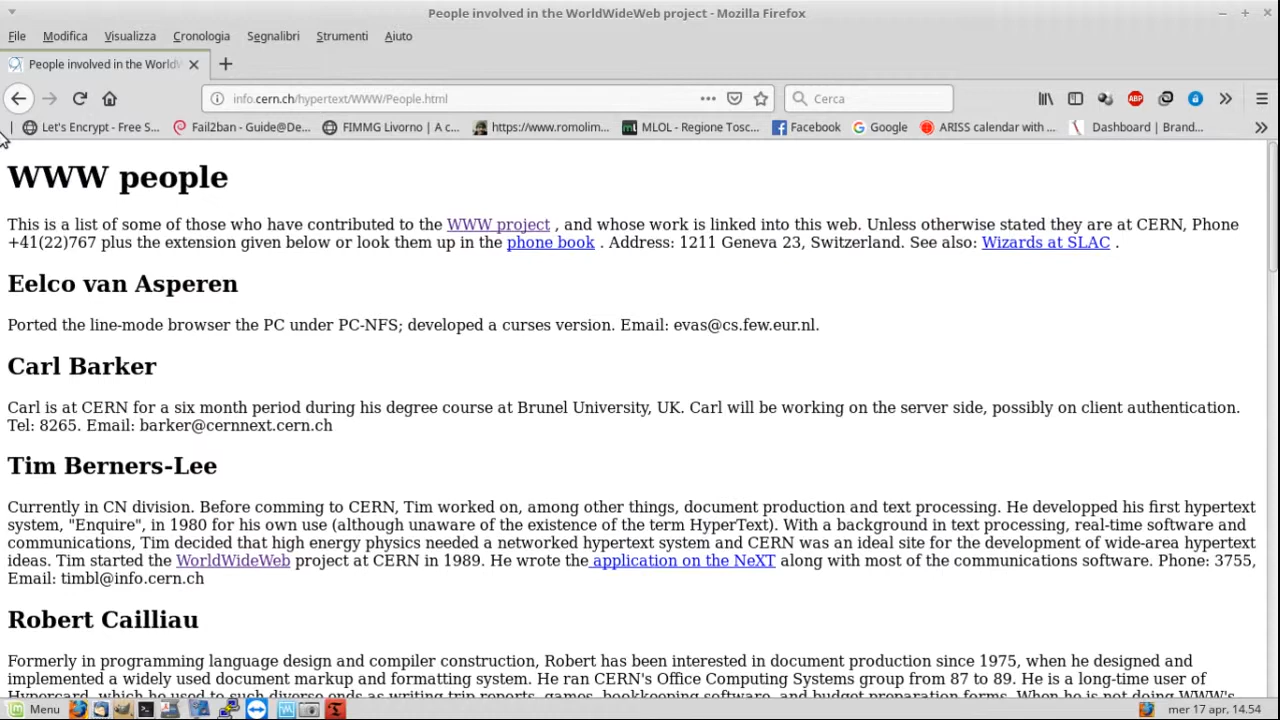 People involved in the WorldWideWeb project - Mozilla Firefox
File Modifica Visualizza Cronologia Segnalibri Strumenti Aiuto
People involved in the World
info.cern.ch/hypertext/WWW/People.html Cerca ABP
Let's Encrypt - Free S... Fail2ban - Guide@De... FIMMG Livorno | A c... https://www.romolim... MLOL - Regione Tosc... Facebook Google ARISS calendar with ... Dashboard | Brand...
WWW people
This is a list of some of those who have contributed to the WWW project , and whose work is linked into this web. Unless otherwise stated they are at CERN, Phone
+41(22)767 plus the extension given below or look them up in the phone book . Address: 1211 Geneva 23, Switzerland. See also: Wizards at SLAC .
Eelco van Asperen
Ported the line-mode browser the PC under PC-NFS; developed a curses version. Email: evas@cs.few.eur.nl.
Carl Barker
Carl is at CERN for a six month period during his degree course at Brunel University, UK. Carl will be working on the server side, possibly on client authentication.
Tel: 8265. Email: barker@cernnext.cern.ch
Tim Berners-Lee
Currently in CN division. Before comming to CERN, Tim worked on, among other things, document production and text processing. He developped his first hypertext
system, "Enquire", in 1980 for his own use (although unaware of the existence of the term HyperText). With a background in text processing, real-time software and
communications, Tim decided that high energy physics needed a networked hypertext system and CERN was an ideal site for the development of wide-area hypertext
ideas. Tim started the WorldWideWeb project at CERN in 1989. He wrote the application on the NeXT along with most of the communications software. Phone: 3755,
Email: timbl@info.cern.ch
Robert Cailliau
Formerly in programming language design and compiler construction, Robert has been interested in document production since 1975, when he designed and
implemented a widely used document markup and formatting system. He ran CERN's Office Computing Systems group from 87 to 89. He is a long-time user of
Hypercard, which he used to such diverse ends as writing trip reports, games, bookkeeping software, and budget preparation forms. When he is not doing WWW's
Menu mer 17 apr, 14.54